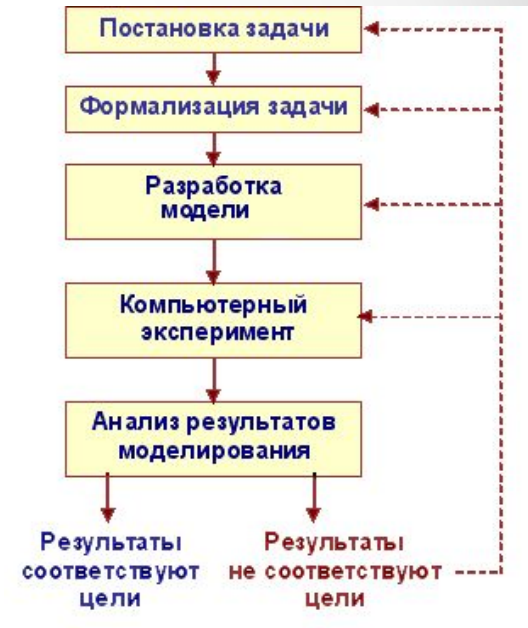 Постановка задачи
Формализация задачи
Разработка
модели
Компьютерный
эксперимент
Анализ результатов
моделирования
Результаты
соответствуют
цели
Результаты
не соответствуют
цели